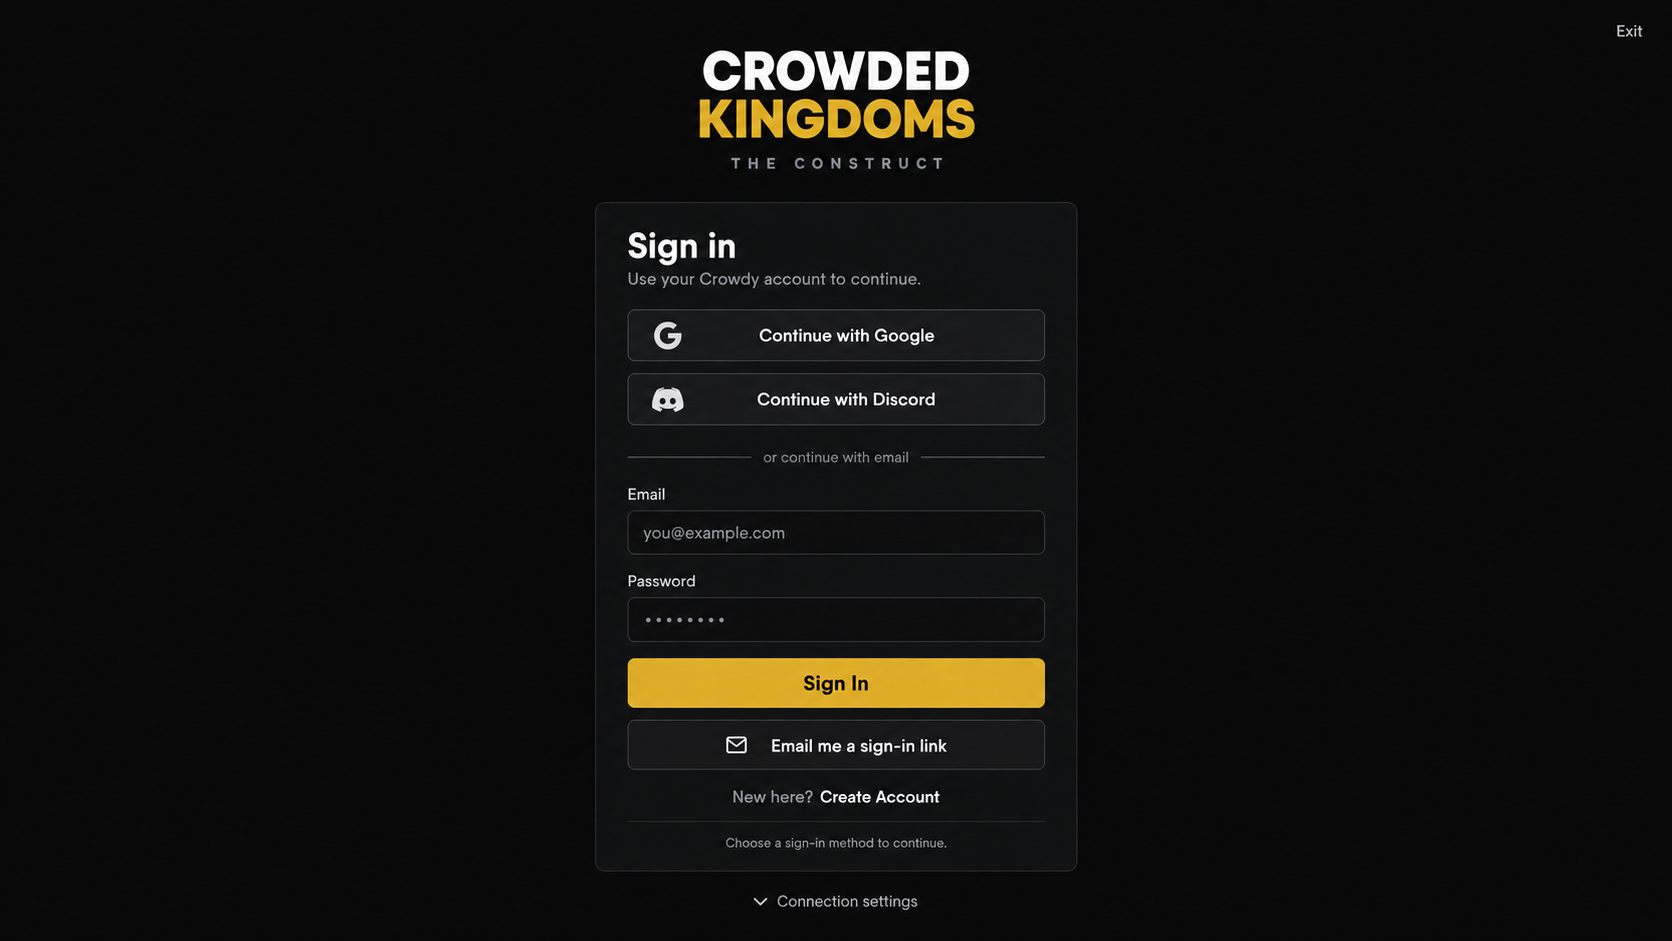 Exit
CROWDED
KINGDOMS
THE CONSTRUCT
Sign in
Use your Crowdy account to continue.
Continue with Google
Continue with Discord
or continue with email
Email
you@example.com
Password
••••••••
Sign In
Email me a sign-in link
New here? Create Account
Choose a sign-in method to continue.
Connection settings